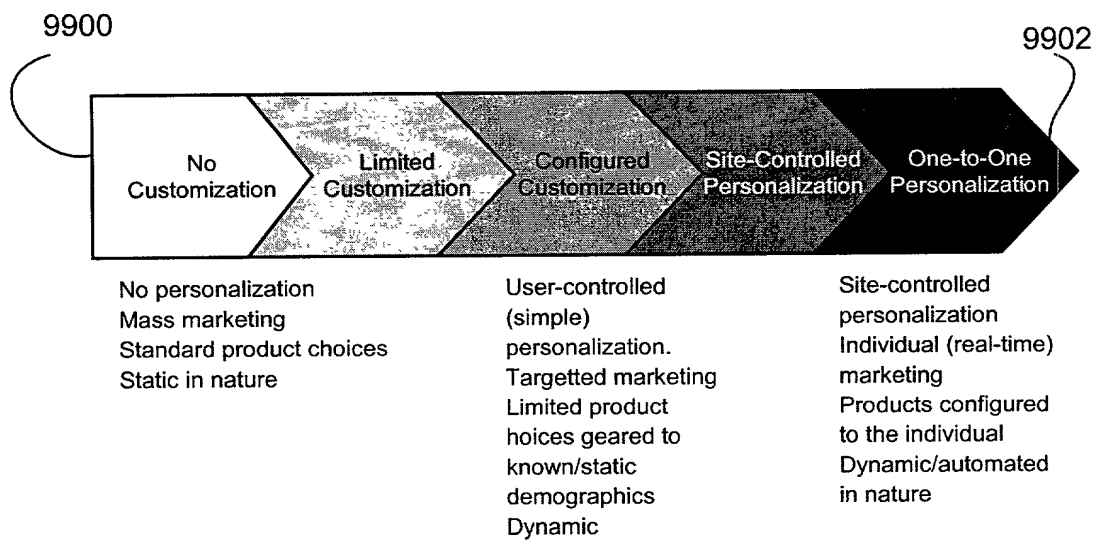 9900
9902
No
Customization
Limited
Customization
Configured
Customization
Site-Controlled
Personalization
One-to-One
Personalization
No personalization
Mass marketing
Standard product choices
Static in nature
User-controlled
(simple)
personalization.
Targetted marketing
Limited product
hoices geared to
known/static
demographics
Dynamic
Site-controlled
personalization
Individual (real-time)
marketing
Products configured
to the individual
Dynamic/automated
in nature